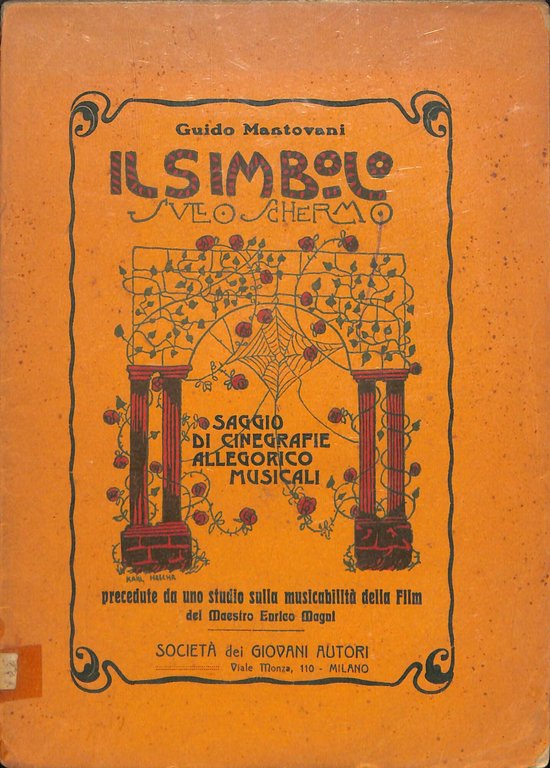 Guido Mantovani
IL SIMBOLO
SULLO SCHERMO
SAGGIO
DI CINEGRAFIE
ALLEGORICO
MUSICALI
KARL HASCHA
precedute da uno studio sulla musicabilità della Film
del Maestro Enrico Magni
SOCIETÀ dei GIOVANI AUTORI
Viale Monza, 110 - MILANO